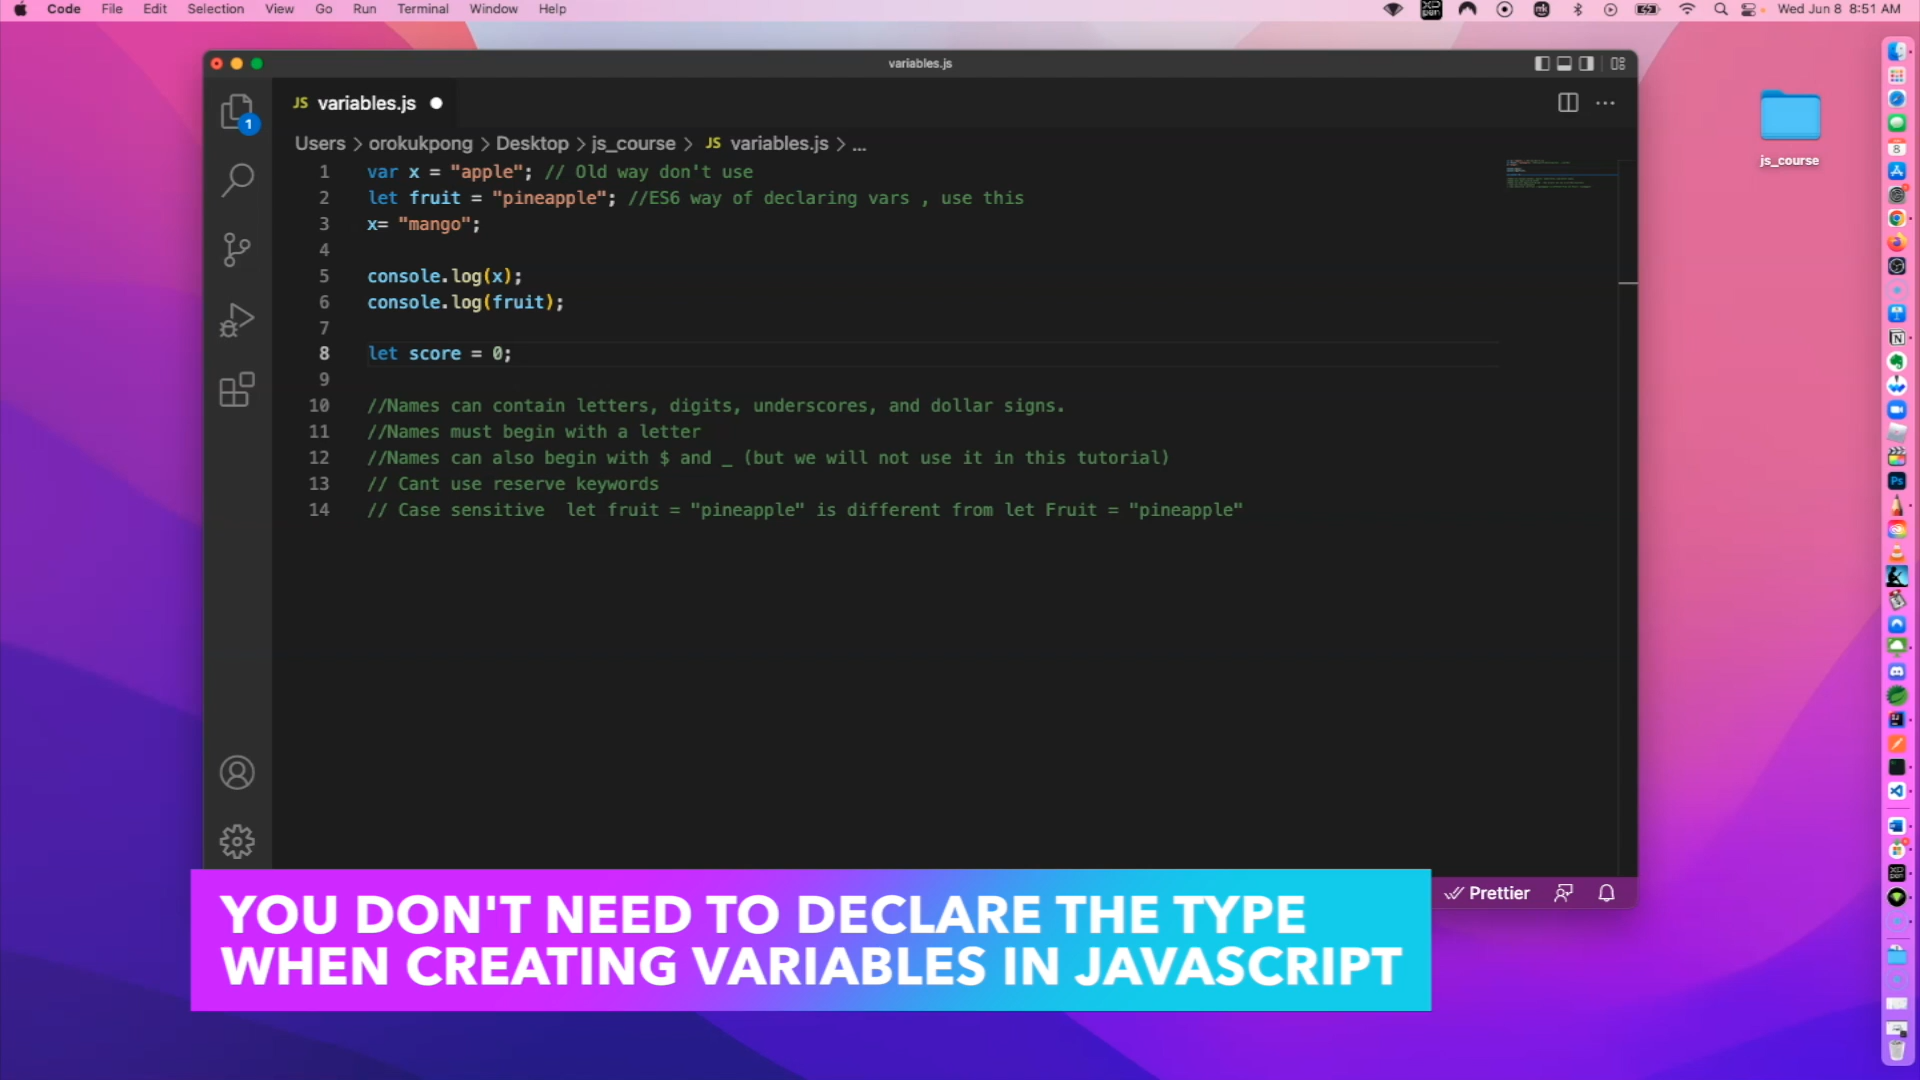 Code File Edit Selection View Go Run Terminal Window Help
Wed Jun 8 8:51 AM
variables.js
JS variables.js
1
Users > orokukpong > Desktop > js_course > JS variables.js > ...
1 var x = "apple"; // Old way don't use
2 let fruit = "pineapple"; //ES6 way of declaring vars , use this
3 x= "mango";
4
5 console.log(x);
6 console.log(fruit);
7
8 let score = 0;
9
10 //Names can contain letters, digits, underscores, and dollar signs.
11 //Names must begin with a letter
12 //Names can also begin with $ and _ (but we will not use it in this tutorial)
13 // Cant use reserve keywords
14 // Case sensitive  let fruit = "pineapple" is different from let Fruit = "pineapple"
js_course
Prettier
YOU DON'T NEED TO DECLARE THE TYPE
WHEN CREATING VARIABLES IN JAVASCRIPT